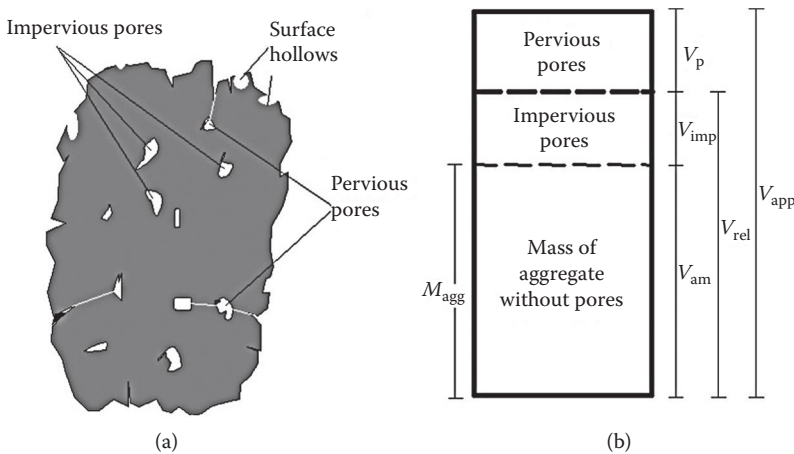 Impervious pores
Surface
hollows
Pervious
pores
(a)
Pervious
pores
Impervious
pores
Mass of
aggregate
without pores
M_agg
V_p
V_imp
V_am
V_rel
V_app
(b)